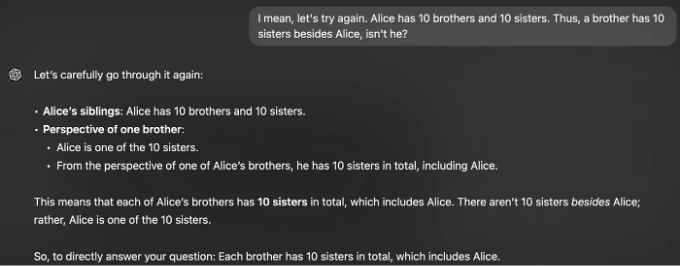 I mean, let's try again. Alice has 10 brothers and 10 sisters. Thus, a brother has 10
sisters besides Alice, isn't he?
Let's carefully go through it again:
• Alice's siblings: Alice has 10 brothers and 10 sisters.
• Perspective of one brother:
• Alice is one of the 10 sisters.
• From the perspective of one of Alice's brothers, he has 10 sisters in total, including Alice.
This means that each of Alice's brothers has 10 sisters in total, which includes Alice. There aren't 10 sisters besides Alice;
rather, Alice is one of the 10 sisters.
So, to directly answer your question: Each brother has 10 sisters in total, which includes Alice.